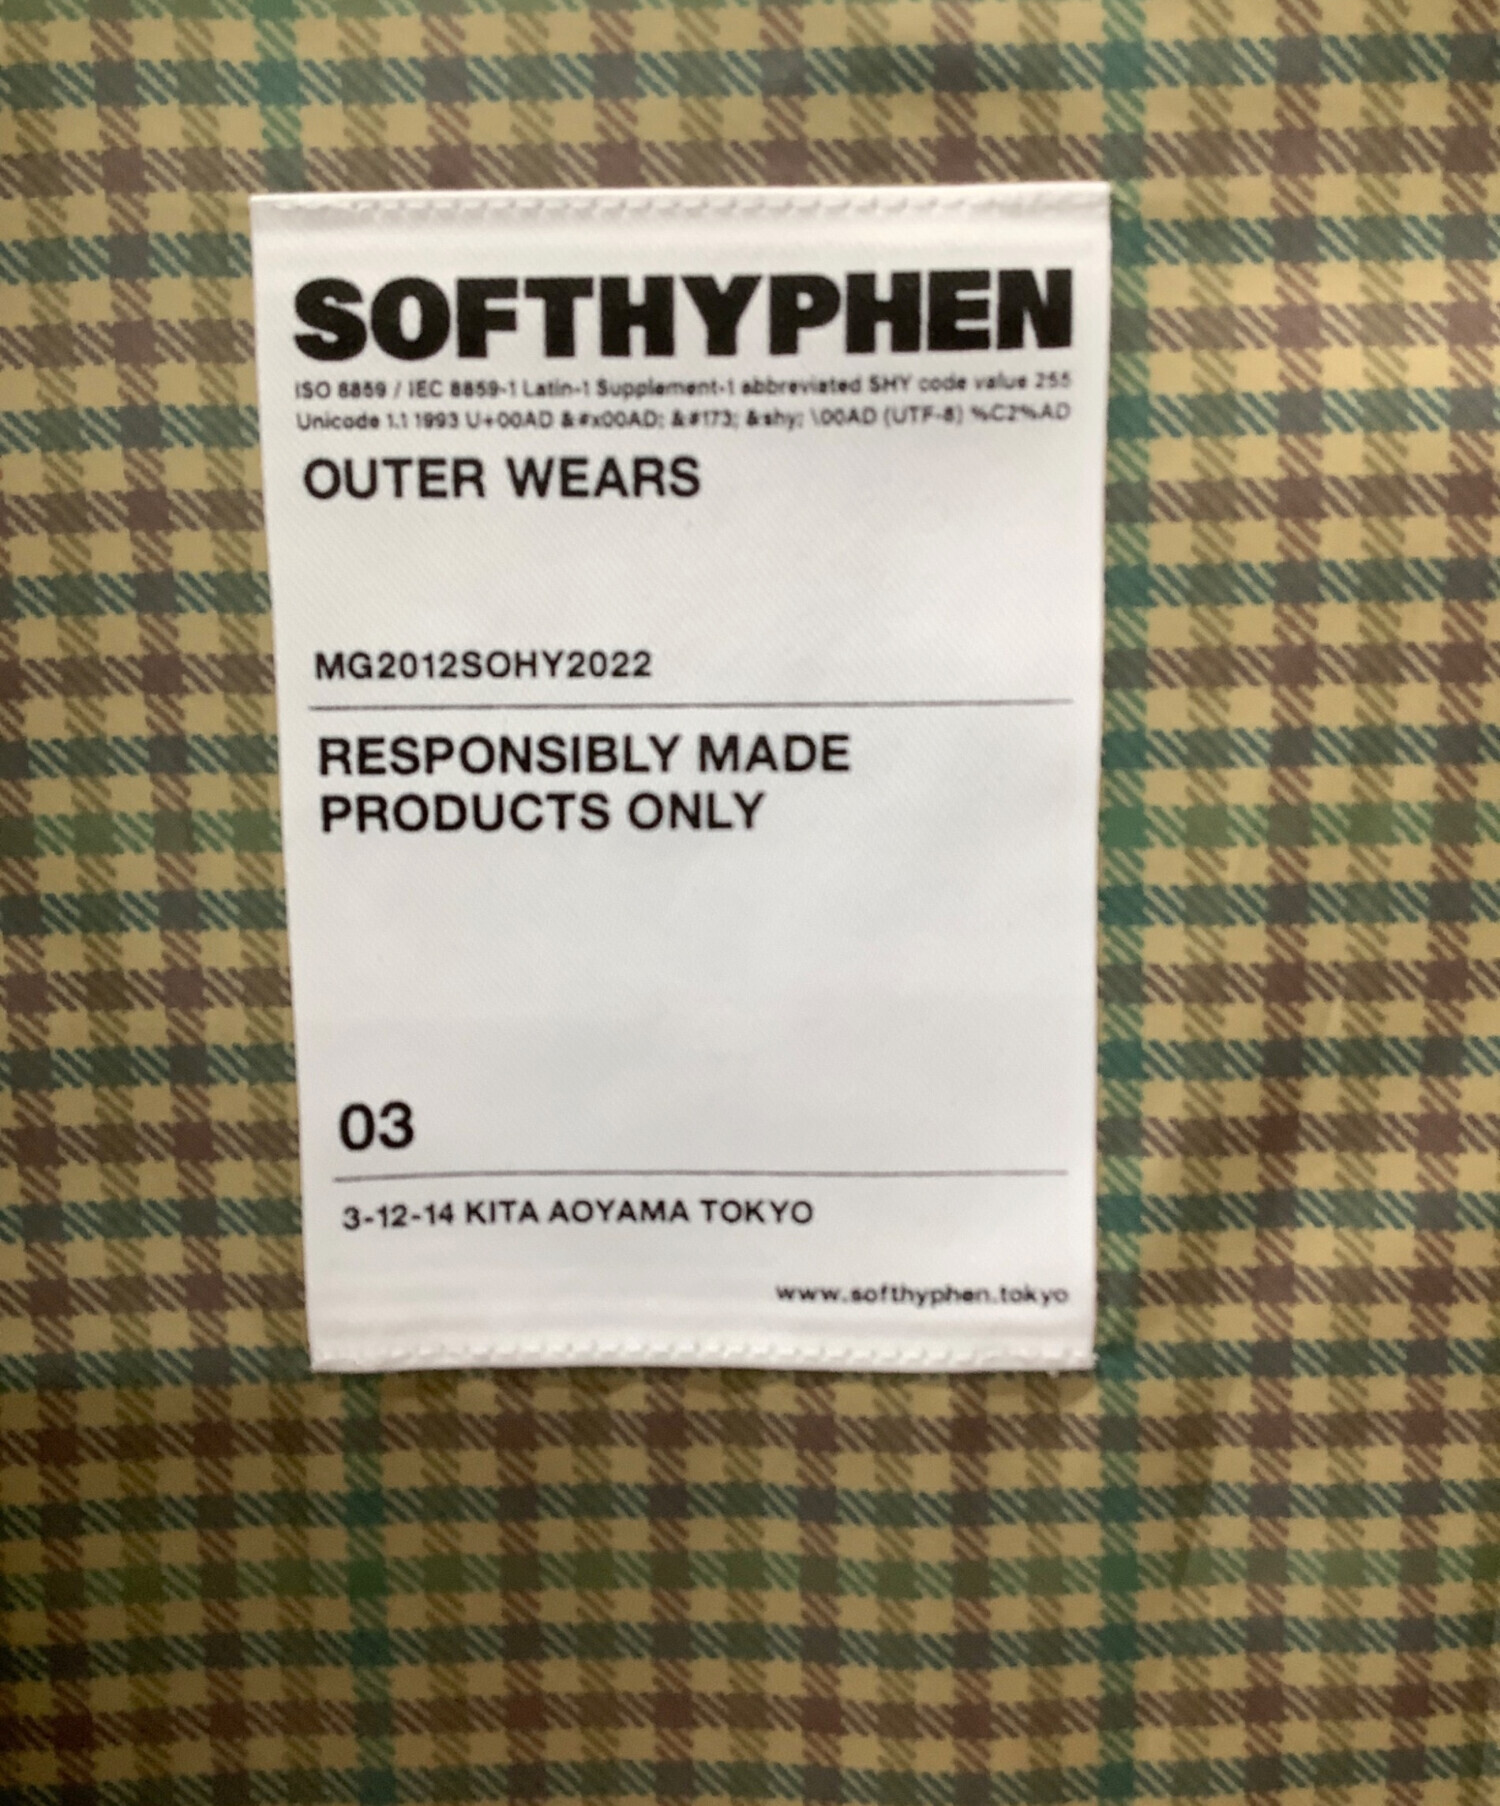 SOFTHYPHEN
ISO 8859 / IEC 8859-1 Latin-1 Supplement-1 abbreviated SHY code value 255
Unicode 1.1 1993 U+00AD &#x00AD; &#173; &shy; \00AD (UTF-8) %C2%AD
OUTER WEARS
MG2012SOHY2022
RESPONSIBLY MADE
PRODUCTS ONLY
03
3-12-14 KITA AOYAMA TOKYO
www.softhyphen.tokyo